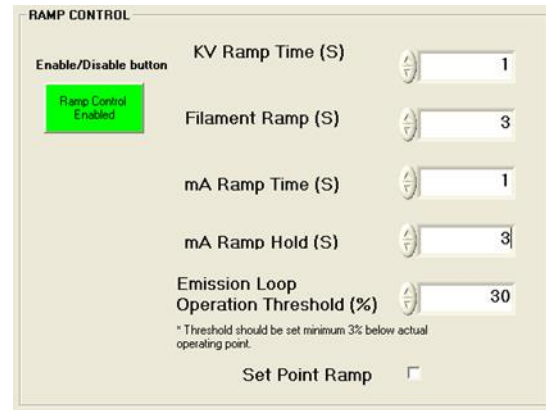 RAMP CONTROL
Enable/Disable button
Ramp Control
Enabled
KV Ramp Time (S)
1
Filament Ramp (S)
3
mA Ramp Time (S)
1
mA Ramp Hold (S)
3
Emission Loop
Operation Threshold (%)
30
* Threshold should be set minimum 3% below actual
operating point.
Set Point Ramp